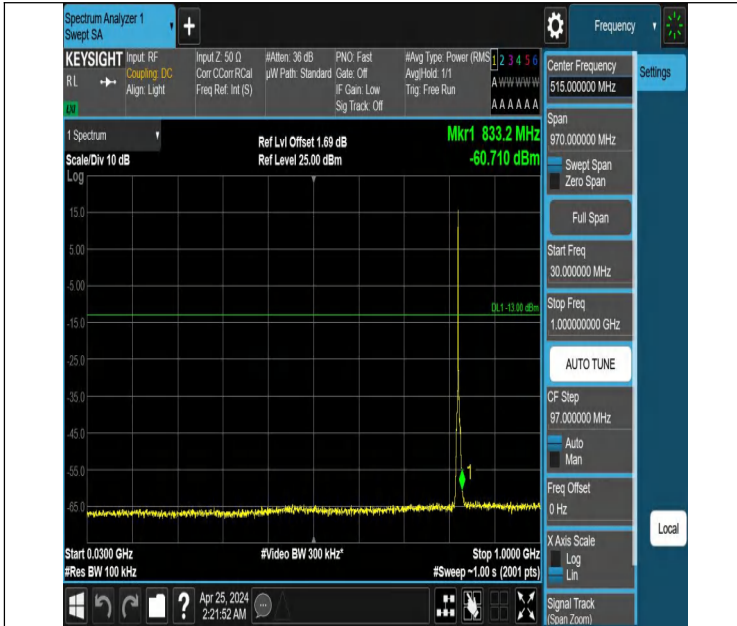 Spectrum Analyzer 1
Swept SA
+
Frequency
KEYSIGHT
RL
Input: RF
Coupling: DC
Align: Light
Input Z: 50 Ω
Corr CCorr RCal
Freq Ref: Int (S)
#Atten: 36 dB
µW Path: Standard
PNO: Fast
Gate: Off
IF Gain: Low
Sig Track: Off
#Avg Type: Power (RMS
Avg|Hold: 1/1
Trig: Free Run
1 2 3 4 5 6
A W W W W W
A A A A A A
1 Spectrum
Scale/Div 10 dB
Log
Ref Lvl Offset 1.69 dB
Ref Level 25.00 dBm
Mkr1 833.2 MHz
-60.710 dBm
15.0
5.00
-5.00
-15.0
-25.0
-35.0
-45.0
-55.0
-65.0
DL1 -13.00 dBm
1
Start 0.0300 GHz
#Res BW 100 kHz
#Video BW 300 kHz*
Stop 1.0000 GHz
#Sweep ~1.00 s (2001 pts)
Center Frequency
515.000000 MHz
Settings
Span
970.000000 MHz
Swept Span
Zero Span
Full Span
Start Freq
30.000000 MHz
Stop Freq
1.000000000 GHz
AUTO TUNE
CF Step
97.000000 MHz
Auto
Man
Freq Offset
0 Hz
X Axis Scale
Log
Lin
Local
Signal Track
(Span Zoom)
?
Apr 25, 2024
2:21:52 AM